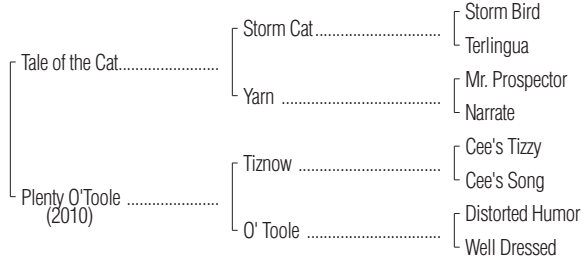 Storm Bird
Storm Cat..................................
Terlingua
Tale of the Cat..........................
Mr. Prospector
Yarn ..........................................
Narrate
Cee's Tizzy
Tiznow .....................................
Cee's Song
Plenty O'Toole ........................
(2010)
Distorted Humor
O' Toole ...................................
Well Dressed